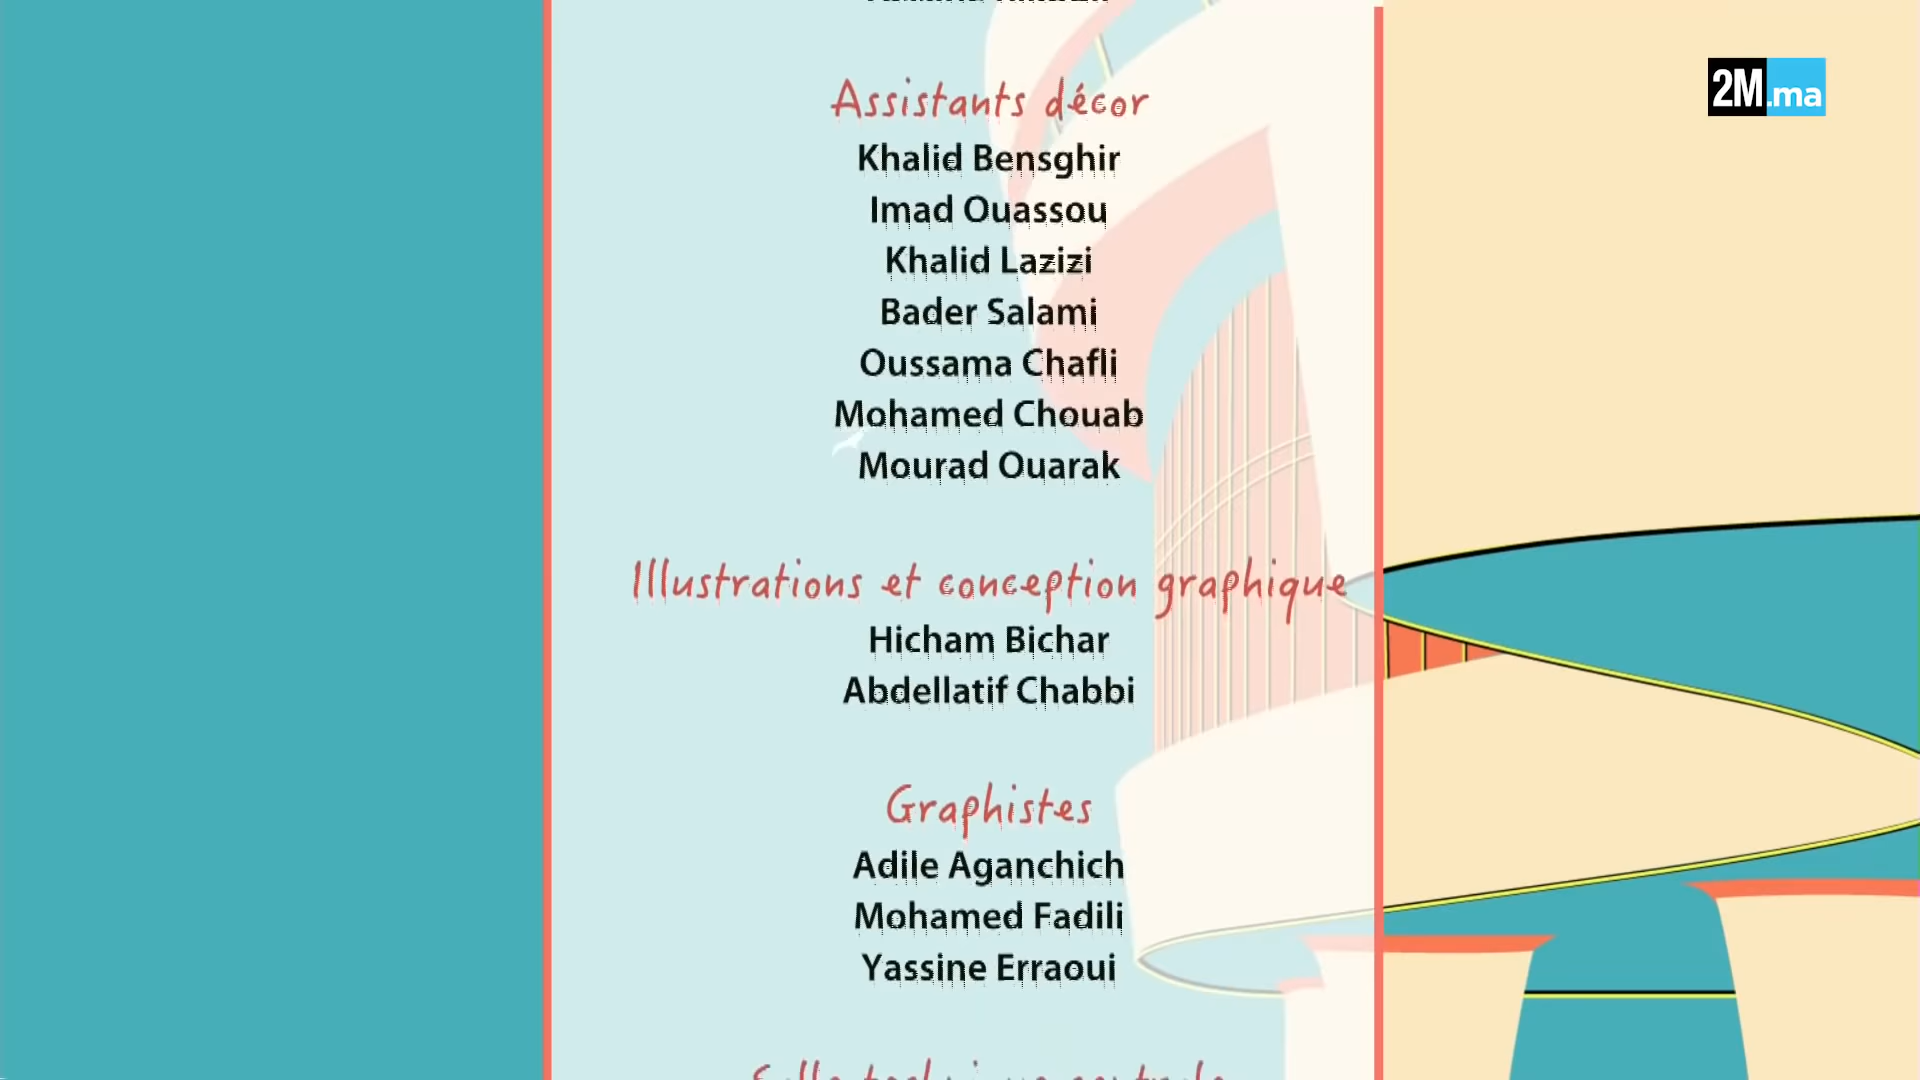 2M.ma
Assistants décor
Khalid Bensghir
Imad Ouassou
Khalid Lazizi
Bader Salami
Oussama Chafli
Mohamed Chouab
Mourad Ouarak
Illustrations et conception graphique
Hicham Bichar
Abdellatif Chabbi
Graphistes
Adile Aganchich
Mohamed Fadili
Yassine Erraoui